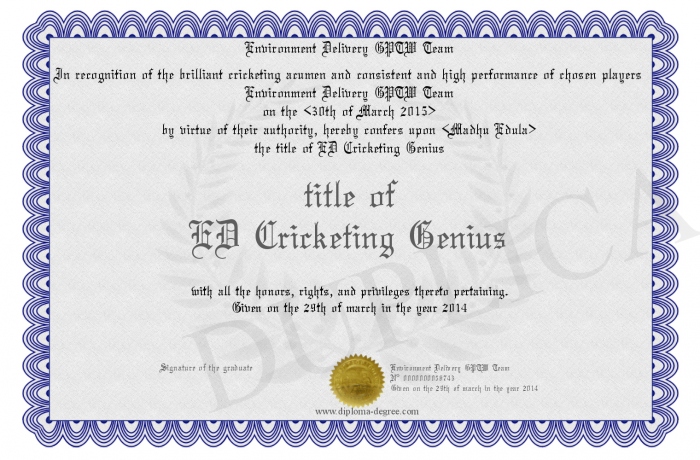 Environment Delivery GPTW Team
In recognition of the brilliant cricketing acumen and consistent and high performance of chosen players
Environment Delivery GPTW Team
on the <30th of March 2015>
by virtue of their authority, hereby confers upon <Madhu Edula>
the title of ED Cricketing Genius
title of
ED Cricketing Genius
with all the honors, rights, and privileges thereto pertaining.
Given on the 29th of march in the year 2014
DUPLICA
Signature of the graduate
Environment Delivery GPTW Team
Given on the 29th of march in the year 2014
www.diploma-degree.com